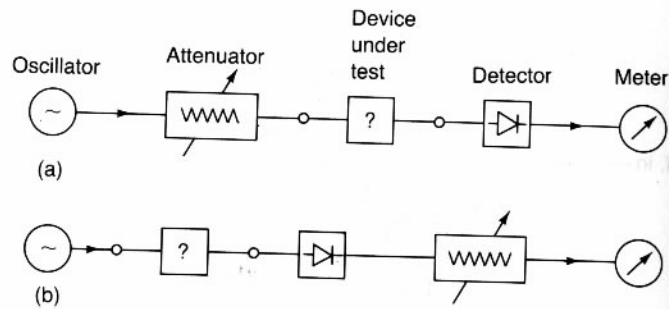 Oscillator
Attenuator
Device
under
test
Detector
Meter
~
?
(a)
~
?
(b)